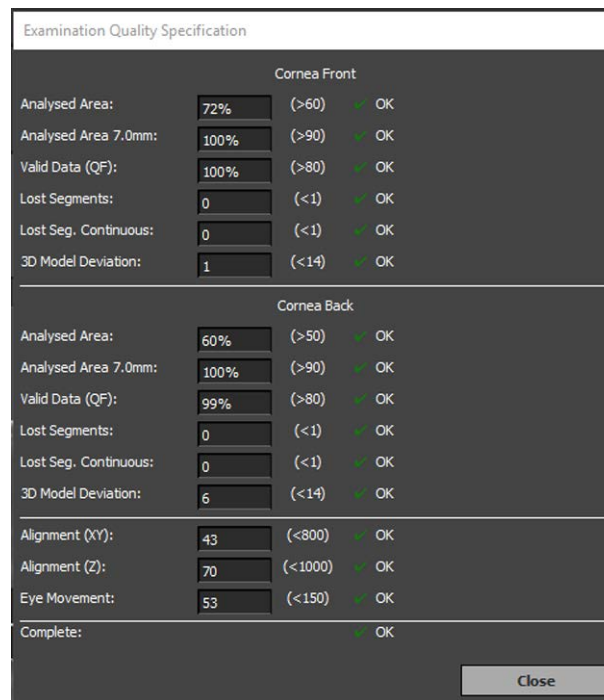 Examination Quality Specification
Cornea Front
Analysed Area: 72% (>60) ✓ OK
Analysed Area 7.0mm: 100% (>90) ✓ OK
Valid Data (QF): 100% (>80) ✓ OK
Lost Segments: 0 (<1) ✓ OK
Lost Seg. Continuous: 0 (<1) ✓ OK
3D Model Deviation: 1 (<14) ✓ OK
Cornea Back
Analysed Area: 60% (>50) ✓ OK
Analysed Area 7.0mm: 100% (>90) ✓ OK
Valid Data (QF): 99% (>80) ✓ OK
Lost Segments: 0 (<1) ✓ OK
Lost Seg. Continuous: 0 (<1) ✓ OK
3D Model Deviation: 6 (<14) ✓ OK
Alignment (XY): 43 (<800) ✓ OK
Alignment (Z): 70 (<1000) ✓ OK
Eye Movement: 53 (<150) ✓ OK
Complete: ✓ OK
Close